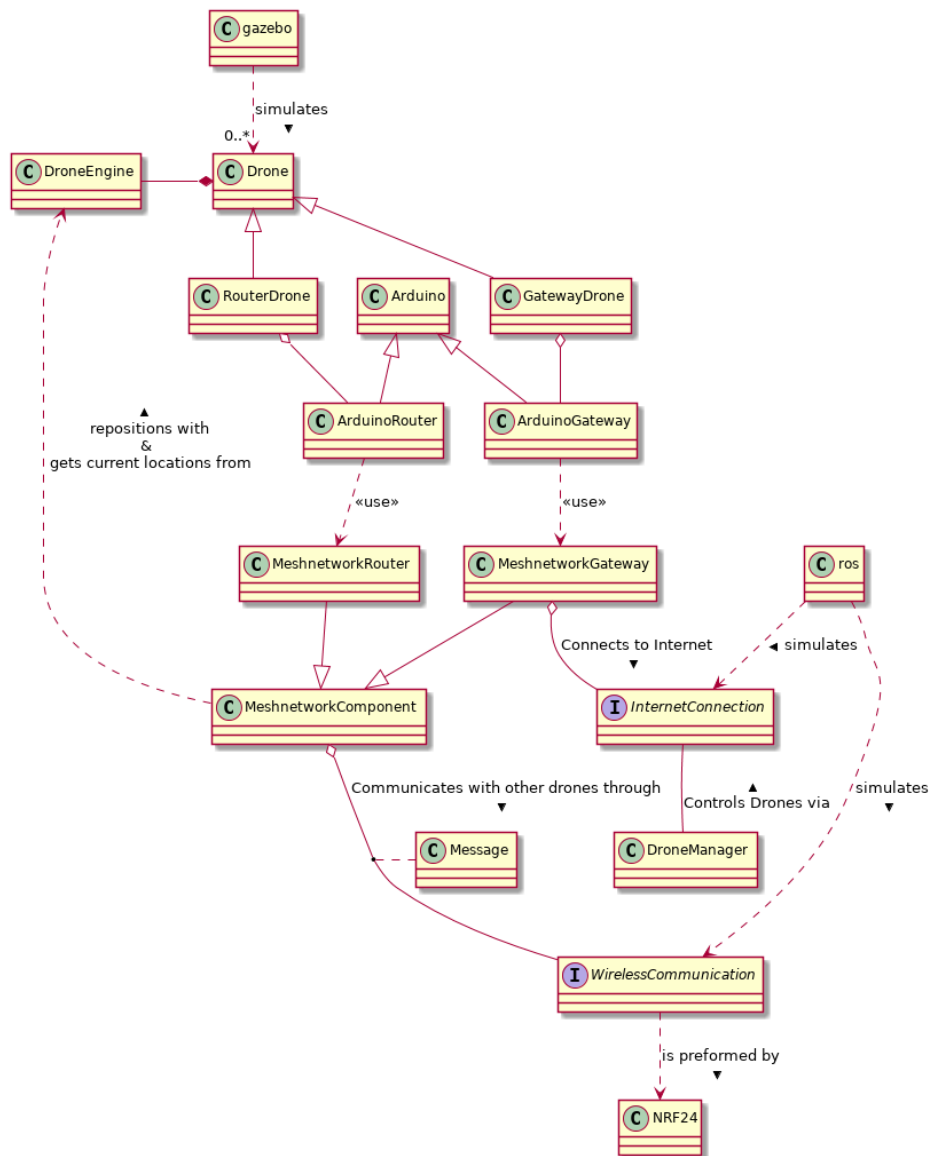 C gazebo
simulates
▼
0..*
C DroneEngine
C Drone
C RouterDrone
C Arduino
C GatewayDrone
▲
repositions with
&
gets current locations from
C ArduinoRouter
C ArduinoGateway
«use»
«use»
C MeshnetworkRouter
C MeshnetworkGateway
C ros
Connects to Internet
▼
◄ simulates
C MeshnetworkComponent
I InternetConnection
Communicates with other drones through
▼
▲
Controls Drones via
simulates
▼
C Message
C DroneManager
I WirelessCommunication
is preformed by
▼
C NRF24